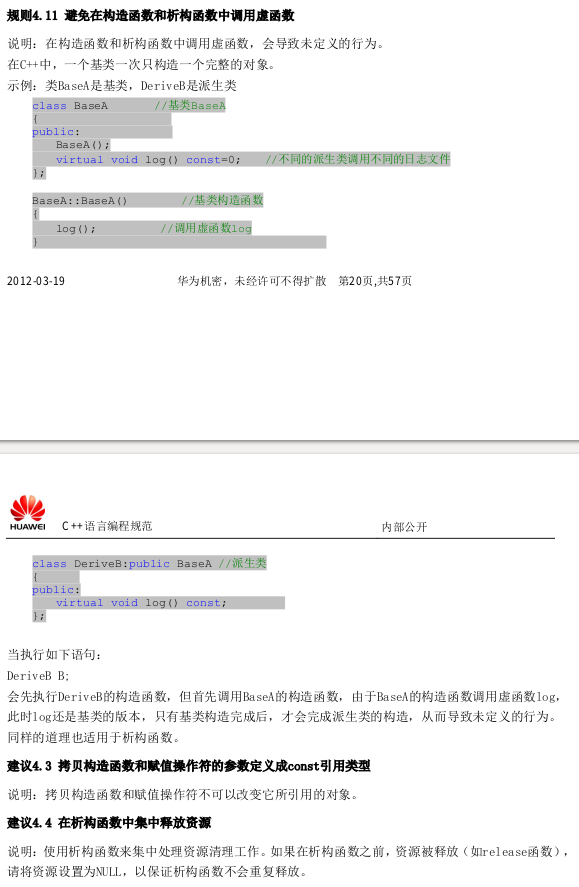 规则4.11 避免在构造函数和析构函数中调用虚函数
说明：在构造函数和析构函数中调用虚函数，会导致未定义的行为。
在C++中，一个基类一次只构造一个完整的对象。
示例：类BaseA是基类，DeriveB是派生类
class BaseA //基类BaseA
{
public:
BaseA();
virtual void log() const=0; //不同的派生类调用不同的日志文件
};
BaseA::BaseA() //基类构造函数
{
log(); //调用虚函数log
}
2012-03-19 华为机密，未经许可不得扩散 第20页,共57页
HUAWEI C++语言编程规范 内部公开
class DeriveB:public BaseA //派生类
{
public:
virtual void log() const;
};
当执行如下语句：
DeriveB B;
会先执行DeriveB的构造函数，但首先调用BaseA的构造函数，由于BaseA的构造函数调用虚函数log，
此时log还是基类的版本，只有基类构造完成后，才会完成派生类的构造，从而导致未定义的行为。
同样的道理也适用于析构函数。
建议4.3 拷贝构造函数和赋值操作符的参数定义成const引用类型
说明：拷贝构造函数和赋值操作符不可以改变它所引用的对象。
建议4.4 在析构函数中集中释放资源
说明：使用析构函数来集中处理资源清理工作。如果在析构函数之前，资源被释放（如release函数），
请将资源设置为NULL，以保证析构函数不会重复释放。